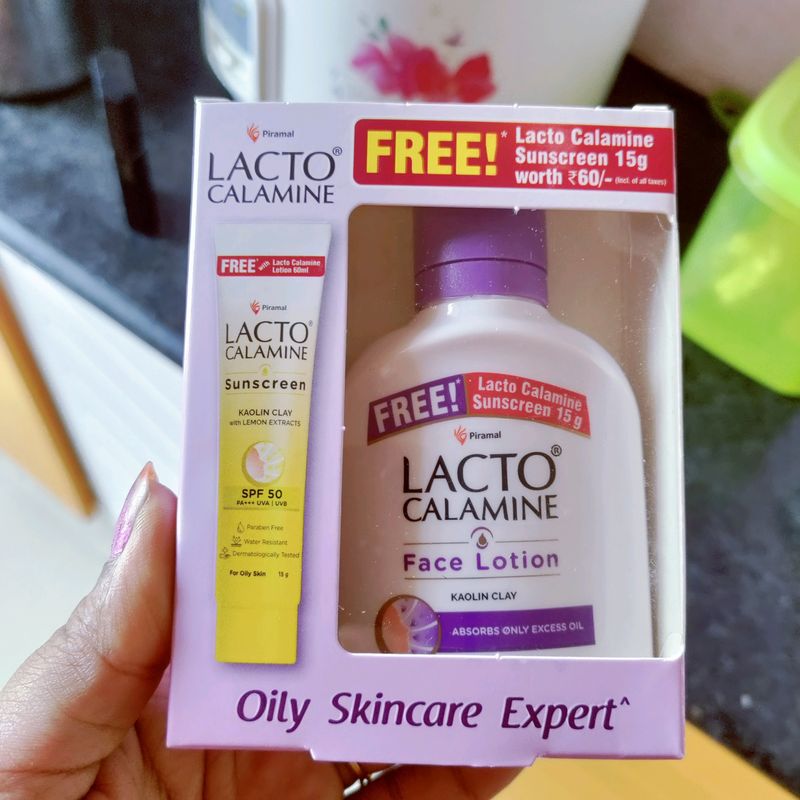 Piramal
LACTO®
CALAMINE
FREE!*
Lacto Calamine
Sunscreen 15g
worth ₹60/- (Incl. of all taxes)
FREE* with Lacto Calamine
Lotion 60ml
Piramal
LACTO®
CALAMINE
Sunscreen
KAOLIN CLAY
with LEMON EXTRACTS
SPF 50
PA+++ UVA | UVB
Paraben Free
Water Resistant
Dermatologically Tested
For Oily Skin 15 g
FREE!*
Lacto Calamine
Sunscreen 15 g
Piramal
LACTO®
CALAMINE
Face Lotion
KAOLIN CLAY
ABSORBS ONLY EXCESS OIL
Oily Skincare Expert^